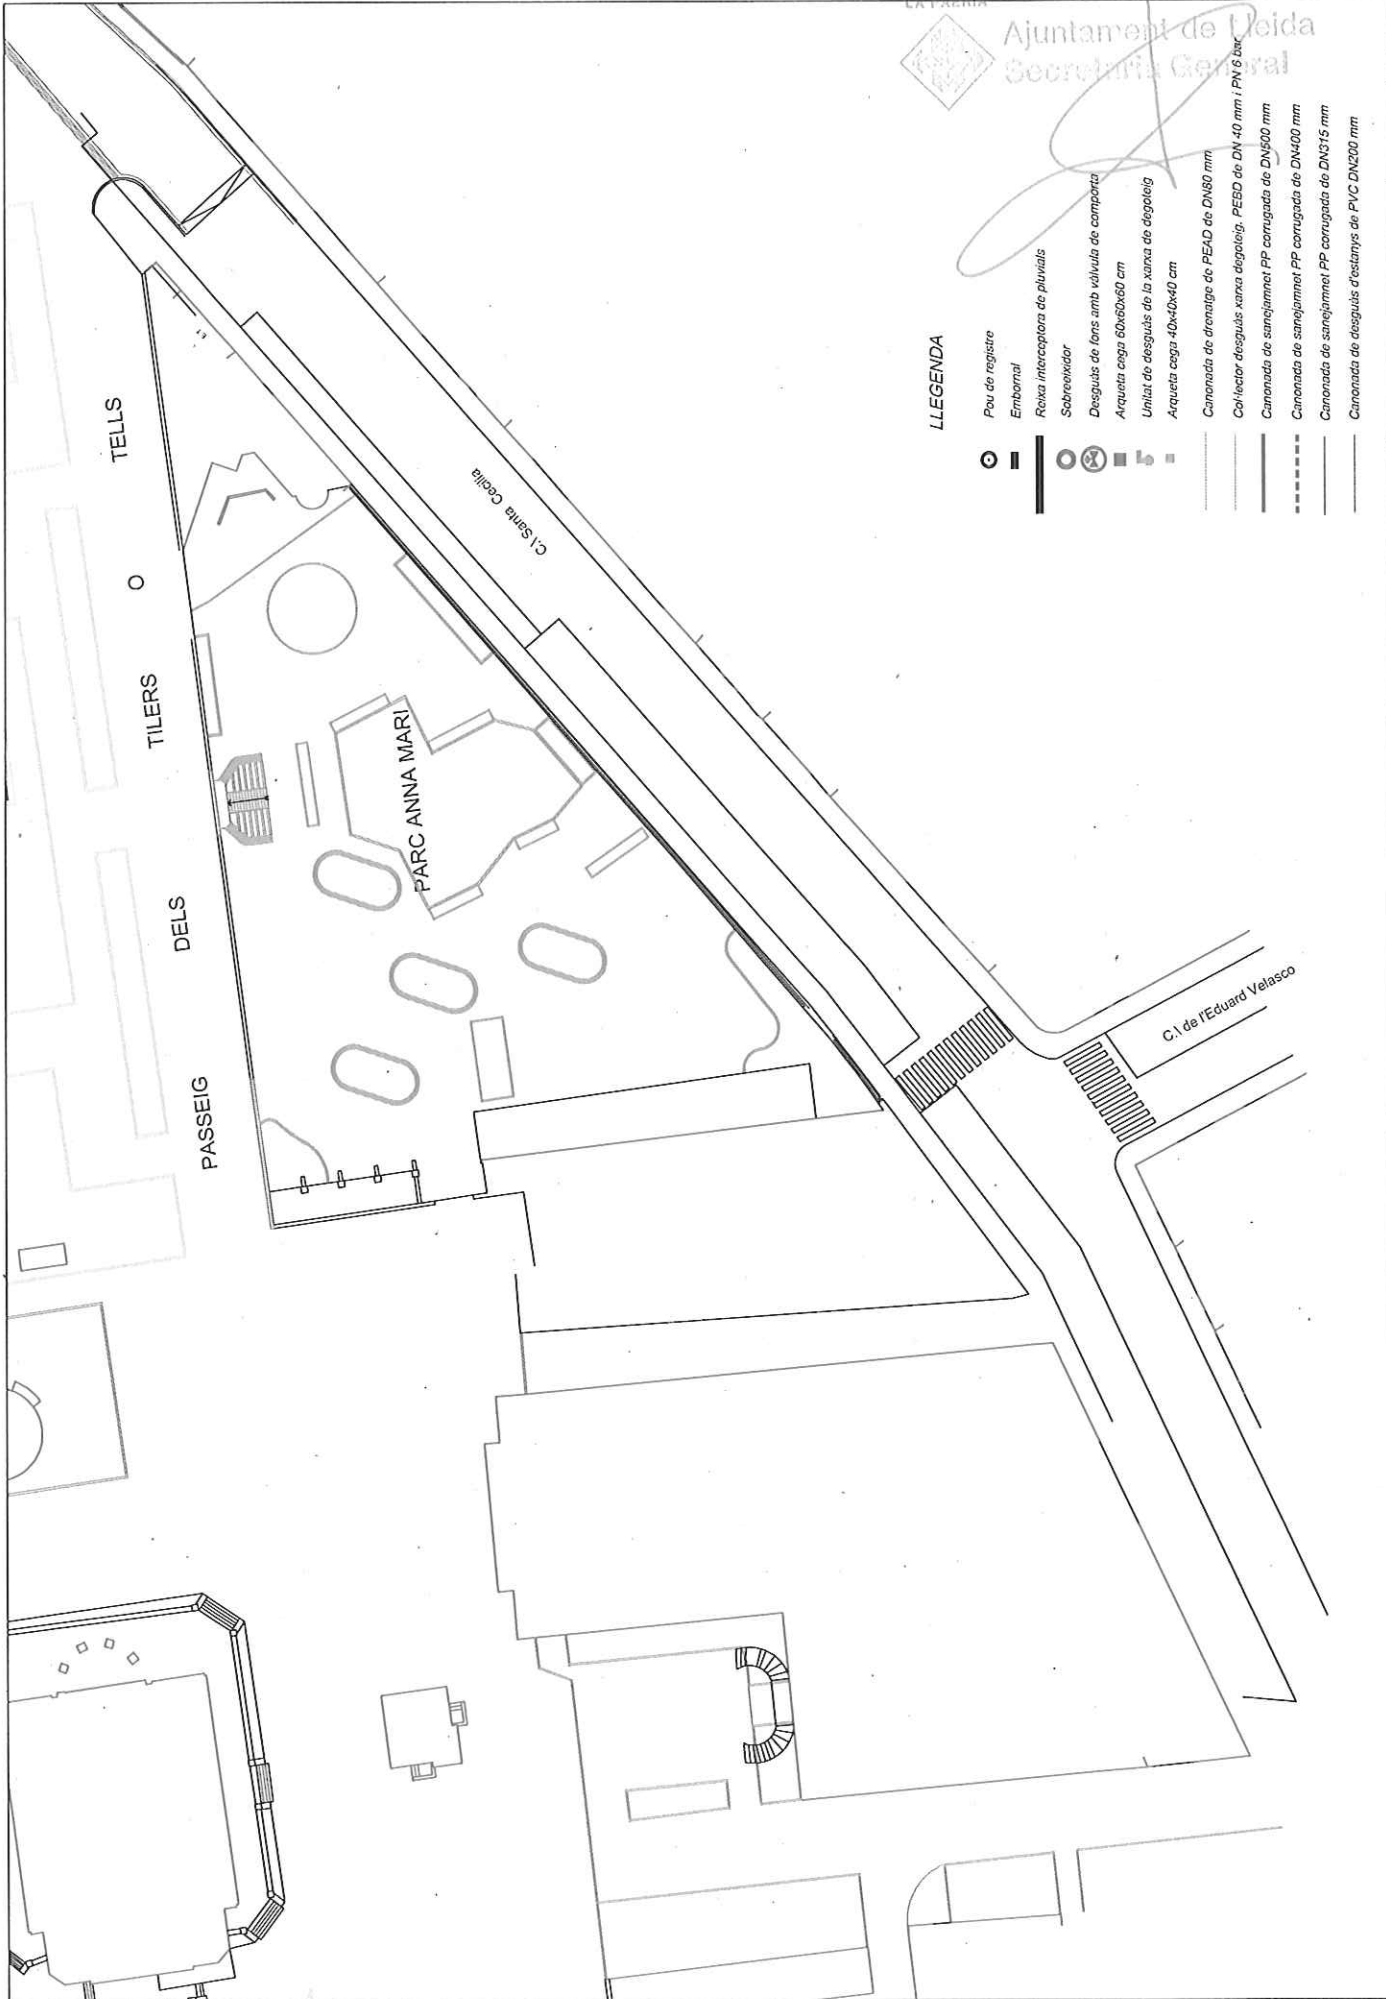 Ajuntament de Lleida
Secretaria General
PASSEIG DELS TILERS O TELLS
PARC ANNA MARI
C.\ Santa Cecília
C.\ de l'Eduard Velasco
LLEGENDA
Pou de registre
Embornal
Reixa interceptora de pluvials
Sobreeixidor
Desguàs de fons amb vàlvula de comporta
Arqueta cega 60x60x60 cm
Unitat de desguàs de la xarxa de degoteig
Arqueta cega 40x40x40 cm
Canonada de drenatge de PEAD de DN80 mm
Col·lector desguàs xarxa degoteig. PEBD de DN 40 mm i PN 6 bar
Canonada de sanejamnet PP corrugada de DN500 mm
Canonada de sanejamnet PP corrugada de DN400 mm
Canonada de sanejamnet PP corrugada de DN315 mm
Canonada de desguàs d'estanys de PVC DN200 mm